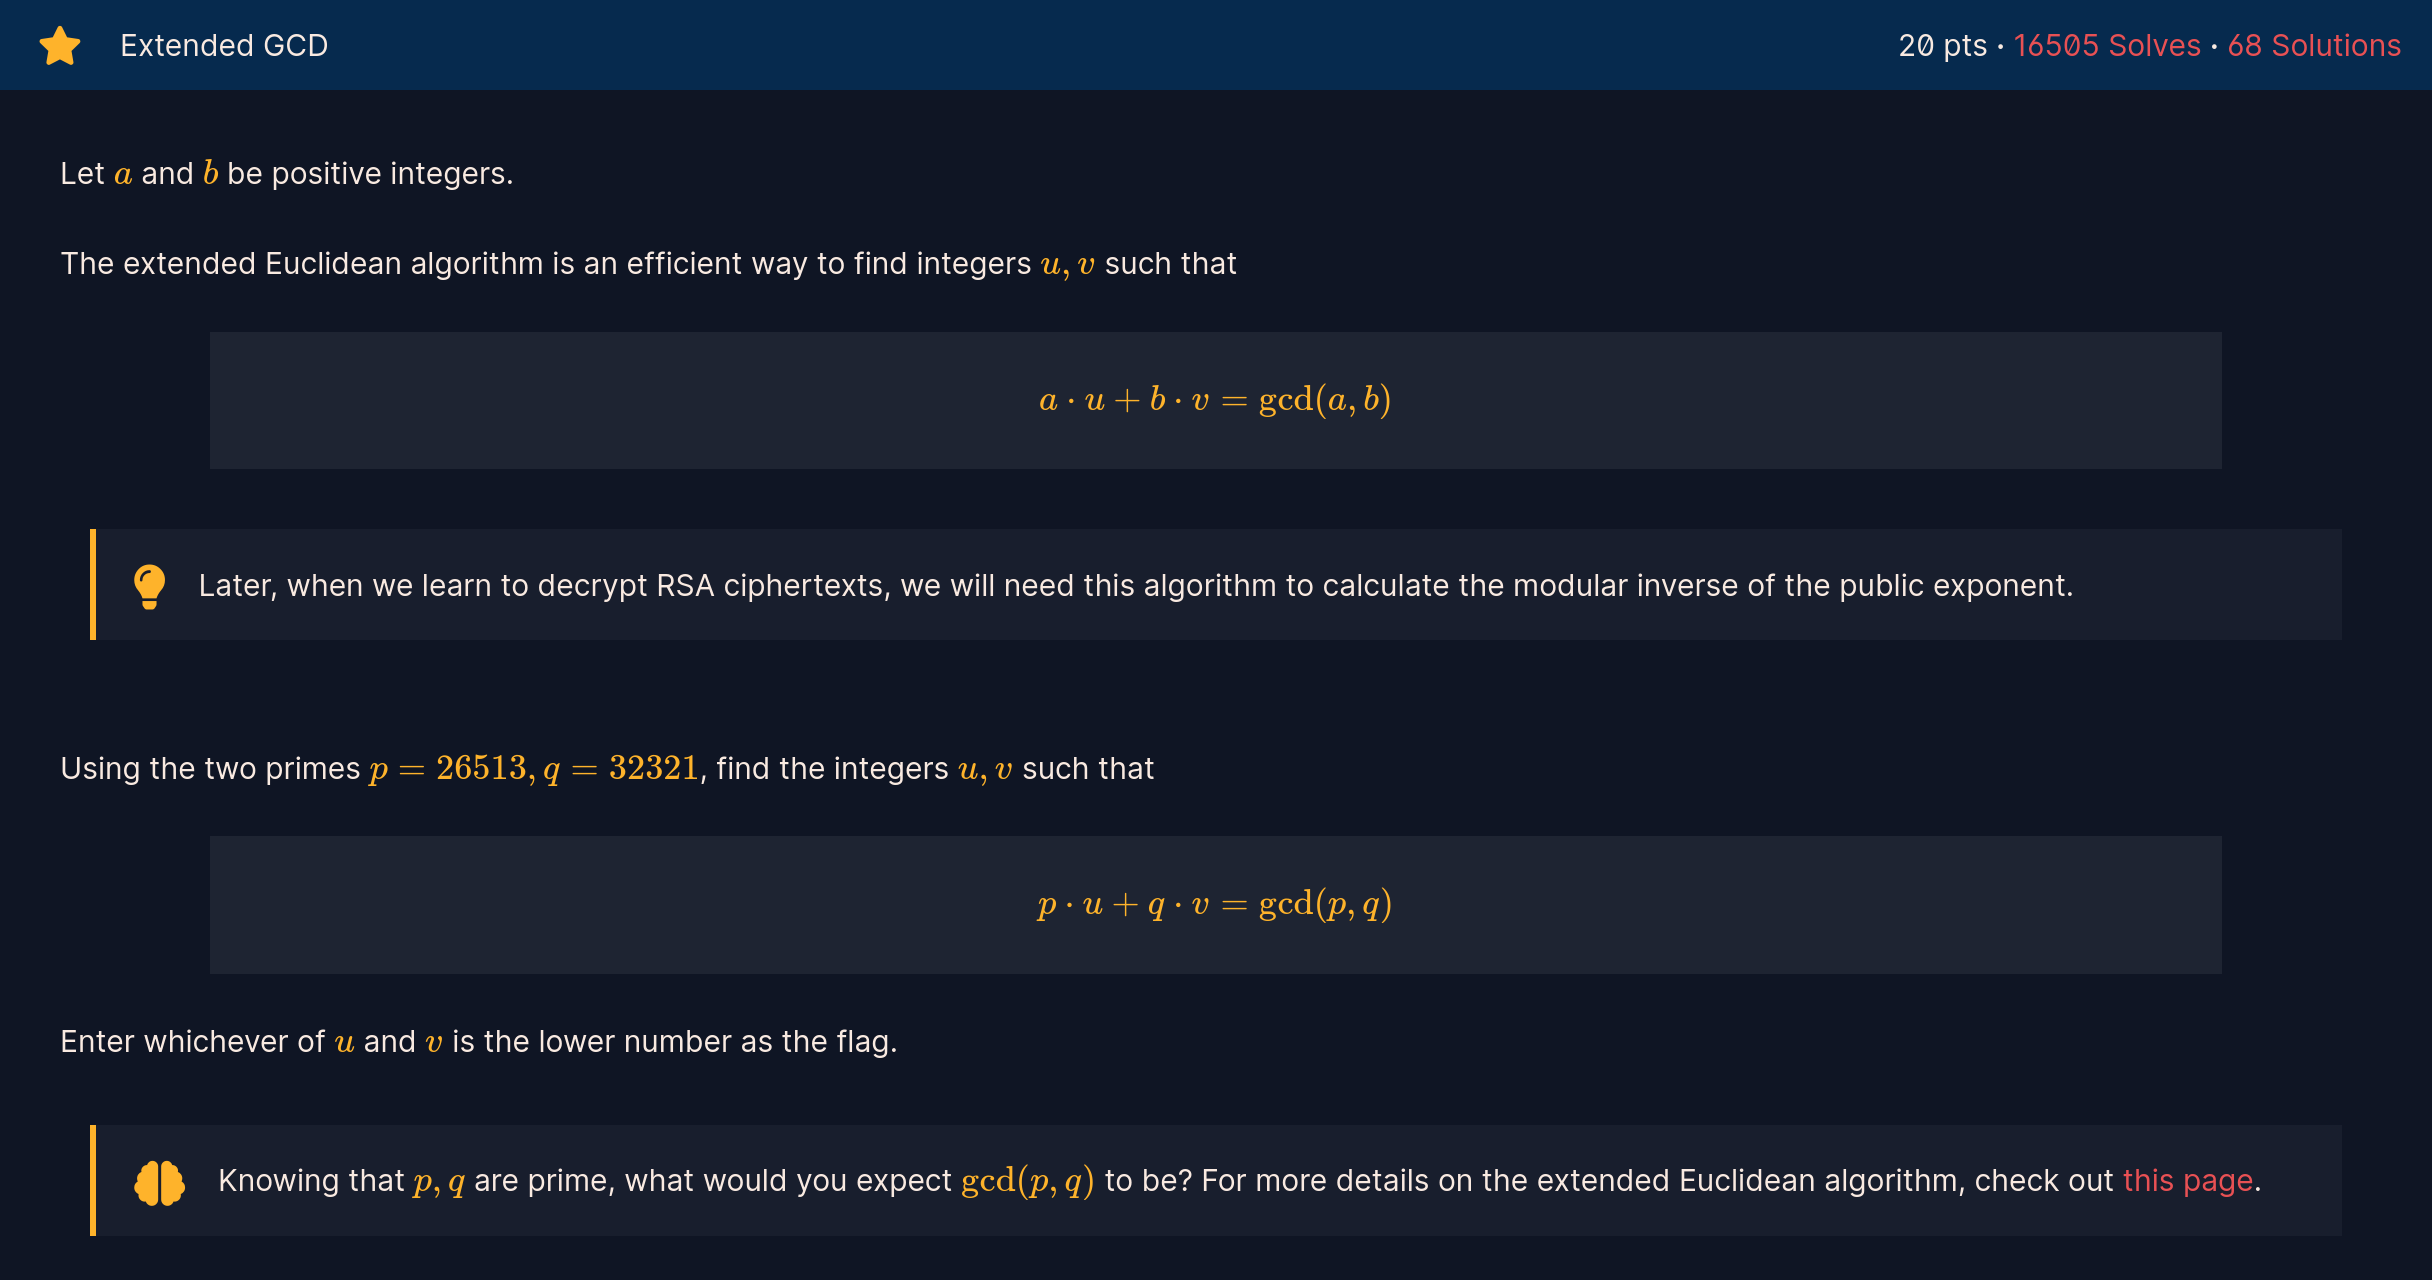 Extended GCD
20 pts · 16505 Solves · 68 Solutions
Let a and b be positive integers.
The extended Euclidean algorithm is an efficient way to find integers u, v such that
a · u + b · v = gcd(a, b)
Later, when we learn to decrypt RSA ciphertexts, we will need this algorithm to calculate the modular inverse of the public exponent.
Using the two primes p = 26513, q = 32321, find the integers u, v such that
p · u + q · v = gcd(p, q)
Enter whichever of u and v is the lower number as the flag.
Knowing that p, q are prime, what would you expect gcd(p, q) to be? For more details on the extended Euclidean algorithm, check out this page.